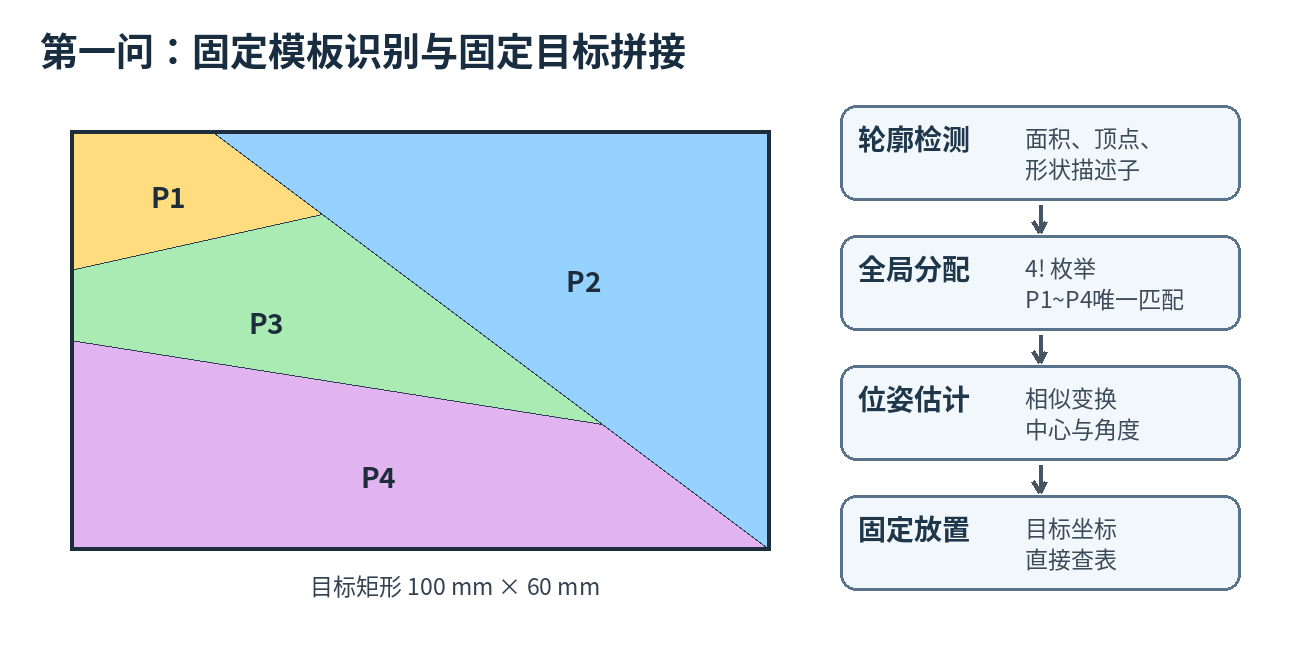 第一问：固定模板识别与固定目标拼接
P1
P2
P3
P4
目标矩形 100 mm × 60 mm
轮廓检测
面积、顶点、
形状描述子
全局分配
4! 枚举
P1~P4唯一匹配
位姿估计
相似变换
中心与角度
固定放置
目标坐标
直接查表